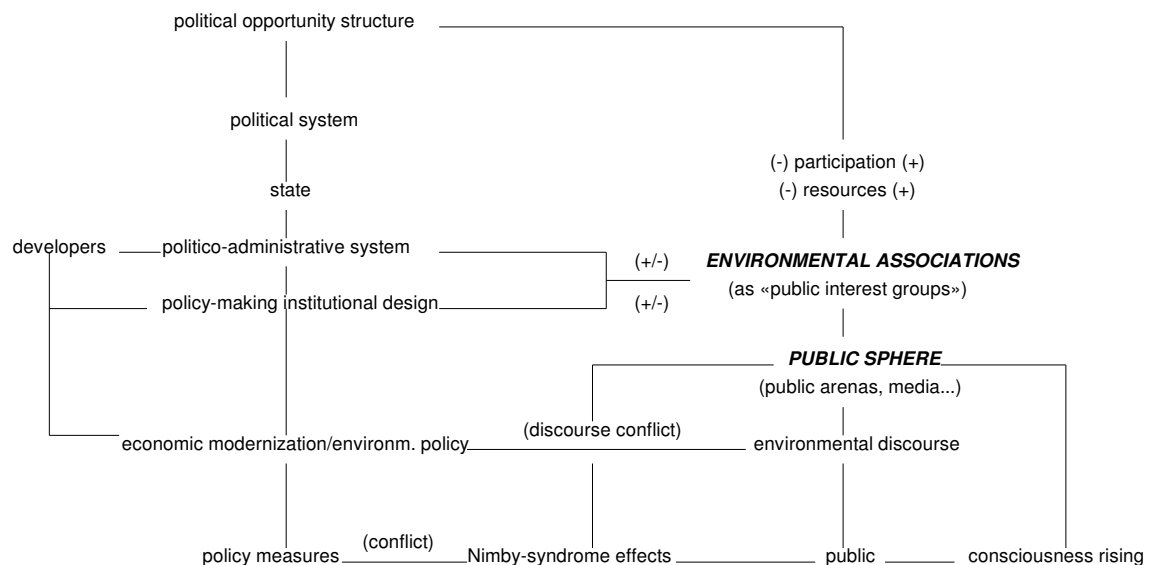 political opportunity structure
political system
(-) participation (+)
state
(-) resources (+)
developers
politico-administrative system
(+/-)
ENVIRONMENTAL ASSOCIATIONS
policy-making institutional design
(+/-)
(as «public interest groups»)
PUBLIC SPHERE
(public arenas, media...)
economic modernization/environm. policy
(discourse conflict)
environmental discourse
policy measures
(conflict)
Nimby-syndrome effects
public
consciousness rising